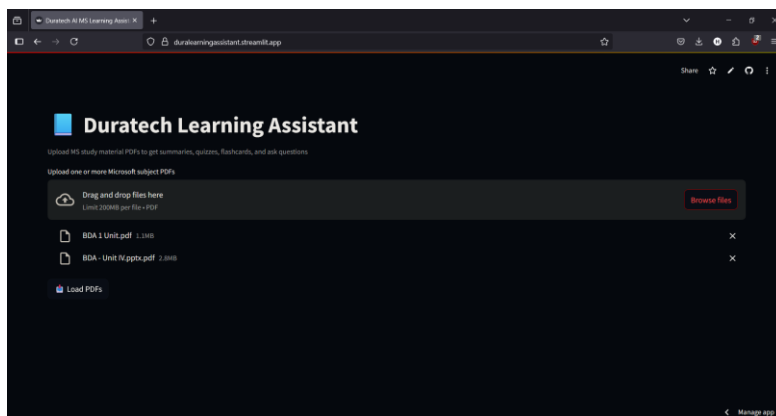 Duratech AI MS Learning Assist
duralearningassistant.streamlit.app
Share
Duratech Learning Assistant
Upload MS study material PDFs to get summaries, quizzes, flashcards, and ask questions
Upload one or more Microsoft subject PDFs
Drag and drop files here
Limit 200MB per file • PDF
Browse files
BDA 1 Unit.pdf 1.1MB
BDA - Unit IV.pptx.pdf 2.8MB
Load PDFs
Manage app